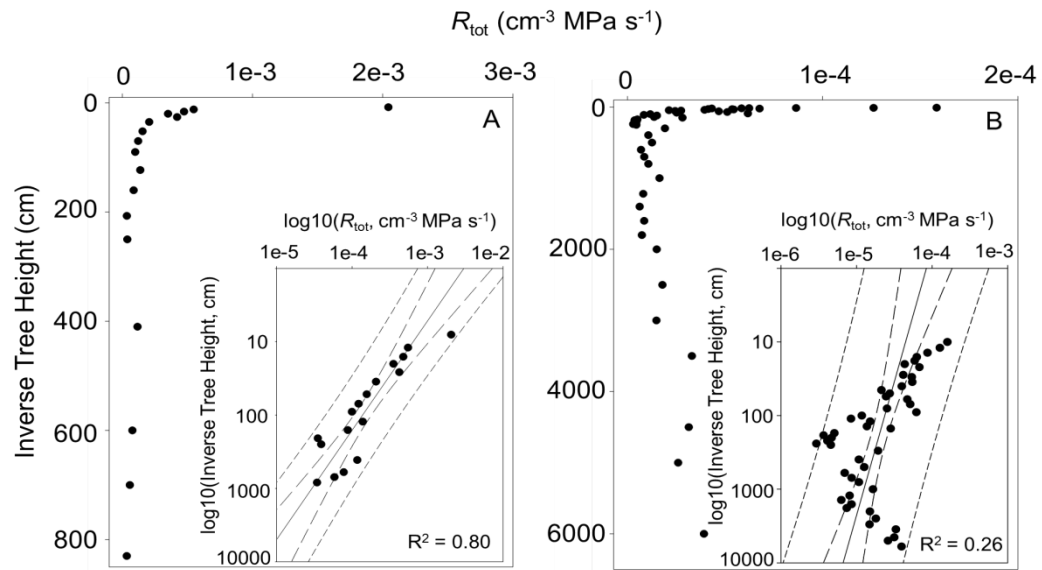 R_tot (cm⁻³ MPa s⁻¹)
0 1e-3 2e-3 3e-3
0 1e-4 2e-4
Inverse Tree Height (cm)
0
200
400
600
800
A
log10(R_tot, cm⁻³ MPa s⁻¹)
1e-5 1e-4 1e-3 1e-2
log10(Inverse Tree Height, cm)
10
100
1000
10000
R² = 0.80
0
2000
4000
6000
B
log10(R_tot, cm⁻³ MPa s⁻¹)
1e-6 1e-5 1e-4 1e-3
log10(Inverse Tree Height, cm)
10
100
1000
10000
R² = 0.26